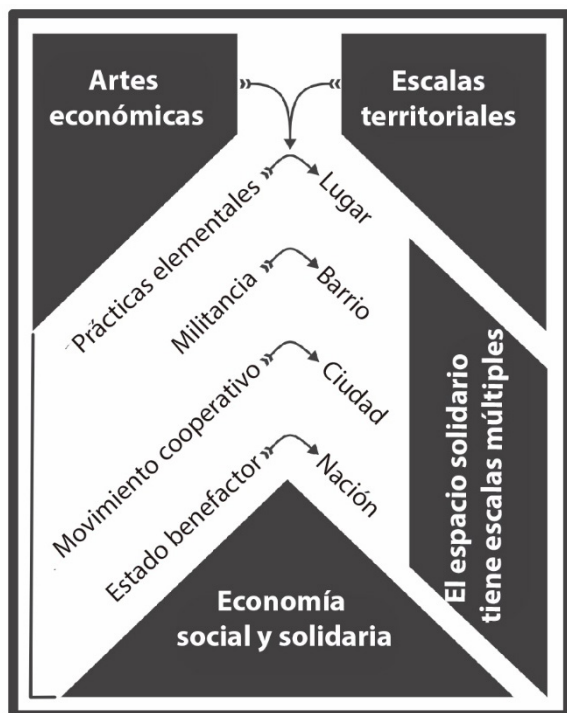 Artes
económicas
Escalas
territoriales
Prácticas elementales
Lugar
Militancia
Barrio
Movimiento cooperativo
Ciudad
Estado benefactor
Nación
El espacio solidario
tiene escalas múltiples
Economía
social y solidaria